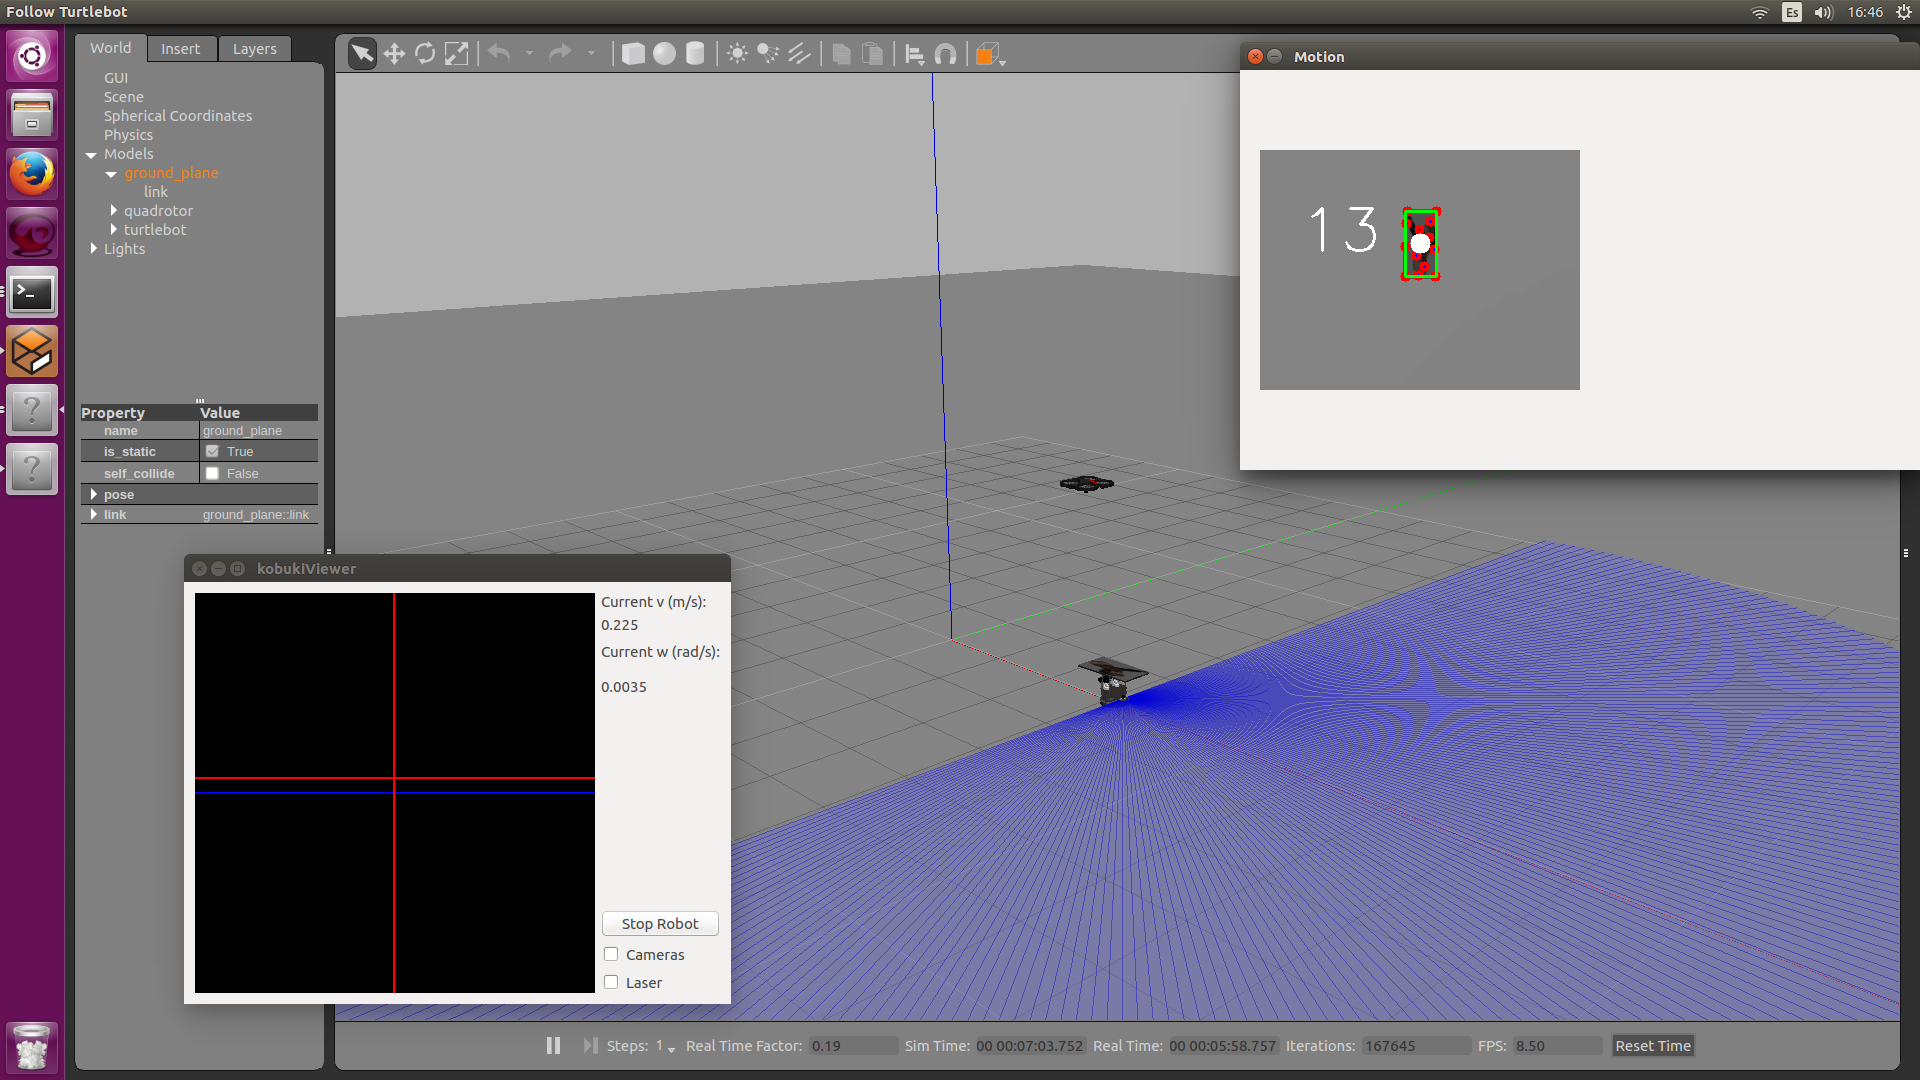 Follow Turtlebot
Es
16:46
World
Insert
Layers
GUI
Scene
Spherical Coordinates
Physics
Models
ground_plane
link
quadrotor
turtlebot
Lights
Property Value
name ground_plane
is_static True
self_collide False
pose
link ground_plane::link
Motion
13
kobukiViewer
Current v (m/s):
0.225
Current w (rad/s):
0.0035
Stop Robot
Cameras
Laser
Steps: 1 Real Time Factor: 0.19 Sim Time: 00 00:07:03.752 Real Time: 00 00:05:58.757 Iterations: 167645 FPS: 8.50 Reset Time